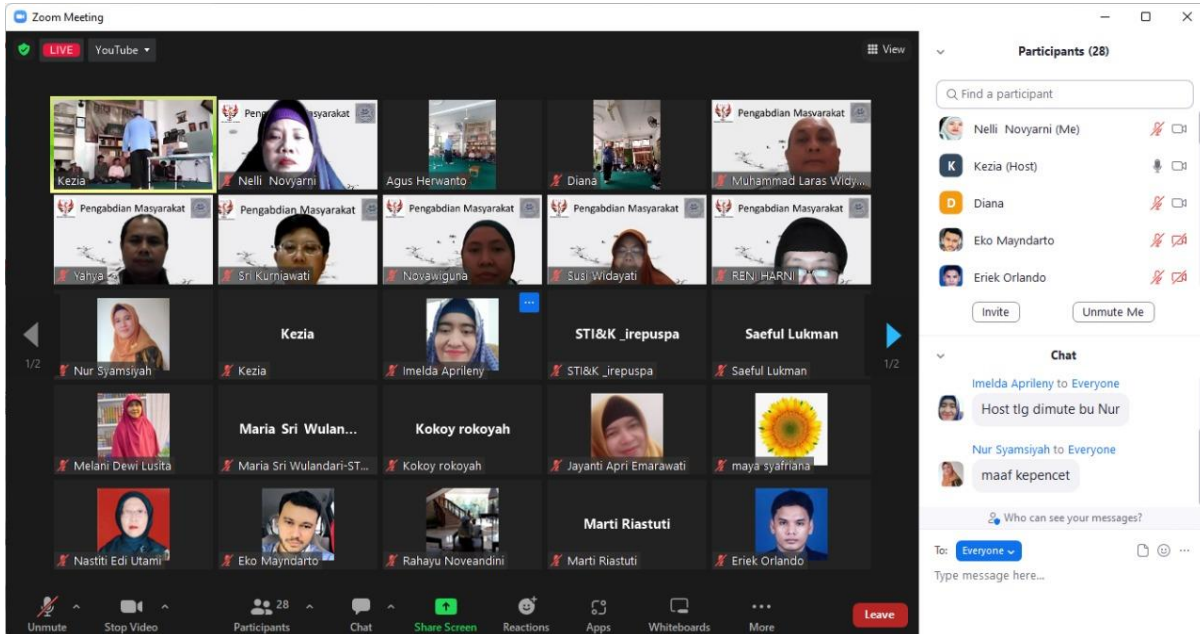 Zoom Meeting
LIVE YouTube
View
Kezia
Pengabdian Masyarakat
Nelli Novyarni
Agus Herwanto
Diana
Pengabdian Masyarakat
Muhammad Laras Widy...
Pengabdian Masyarakat
Yahya
Pengabdian Masyarakat
Sri Kurniawati
Pengabdian Masyarakat
Novawiguna
Pengabdian Masyarakat
Susi Widayati
Pengabdian Masyarakat
RENI HARNI
1/2
Nur Syamsiyah
Kezia
Kezia
Imelda Aprileny
STI&K _irepuspa
STI&K _irepuspa
Saeful Lukman
Saeful Lukman
1/2
Melani Dewi Lusita
Maria Sri Wulan...
Maria Sri Wulandari-ST...
Kokoy rokoyah
Kokoy rokoyah
Jayanti Apri Emarawati
maya syafriana
Nastiti Edi Utami
Eko Mayndarto
Rahayu Noveandini
Marti Riastuti
Marti Riastuti
Eriek Orlando
Unmute
Stop Video
28
Participants
Chat
Share Screen
Reactions
Apps
Whiteboards
More
Leave
Participants (28)
Find a participant
Nelli Novyarni (Me)
K Kezia (Host)
D Diana
Eko Mayndarto
Eriek Orlando
Invite
Unmute Me
Chat
Imelda Aprileny to Everyone
Host tlg dimute bu Nur
Nur Syamsiyah to Everyone
maaf kepencet
Who can see your messages?
To: Everyone
Type message here...